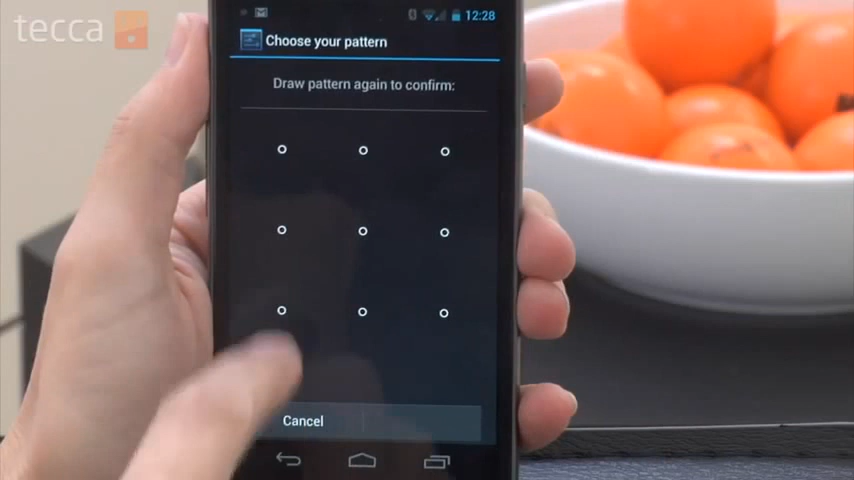 tecca
12:28
Choose your pattern
Draw pattern again to confirm:
Cancel